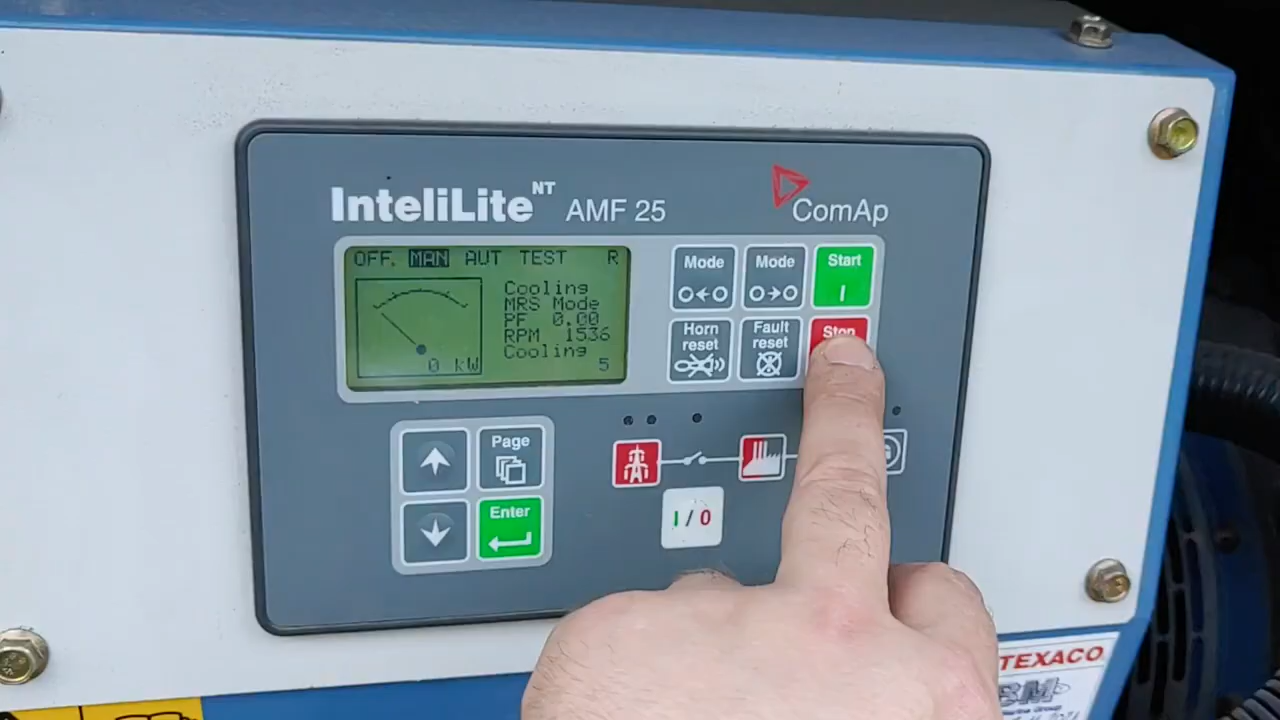 InteliLite NT AMF 25
ComAp
OFF. MAN AUT TEST R
Cooling
MRS Mode
PF 0.00
RPM 1536
Cooling
5
0 kW
Mode
Mode
Start
I
Horn
reset
Fault
reset
Stop
Page
Enter
I / 0
TEXACO